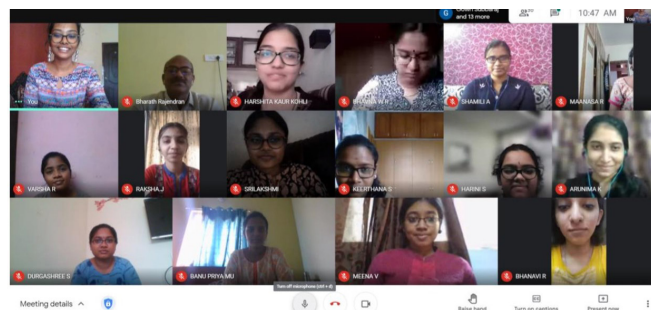 G
and 13 more
10:47 AM
You
You
Bharath Rajendran
HARSHITA KAUR KOHLI
BHAVNA W R
SHAMILI A
MAANASA R
VARSHA R
RAKSHA.J
SRILAKSHMI
KEERTHANA S
HARINI S
ARUNIMA K
DURGASHREE S
BANU PRIYA MU
MEENA V
BHANAVI R
Turn off microphone (ctrl + d)
Meeting details
Raise hand
Turn on captions
Present now